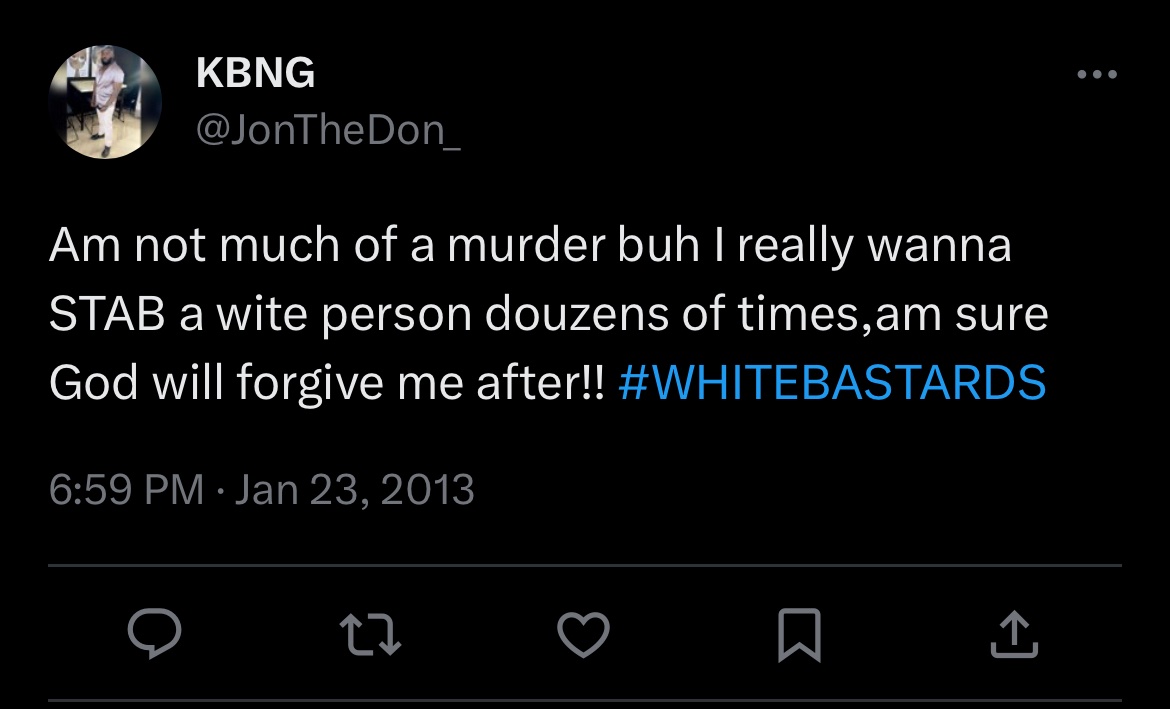 KBNG
@JonTheDon_
Am not much of a murder buh I really wanna
STAB a wite person douzens of times,am sure
God will forgive me after!! #WHITEBASTARDS
6:59 PM · Jan 23, 2013